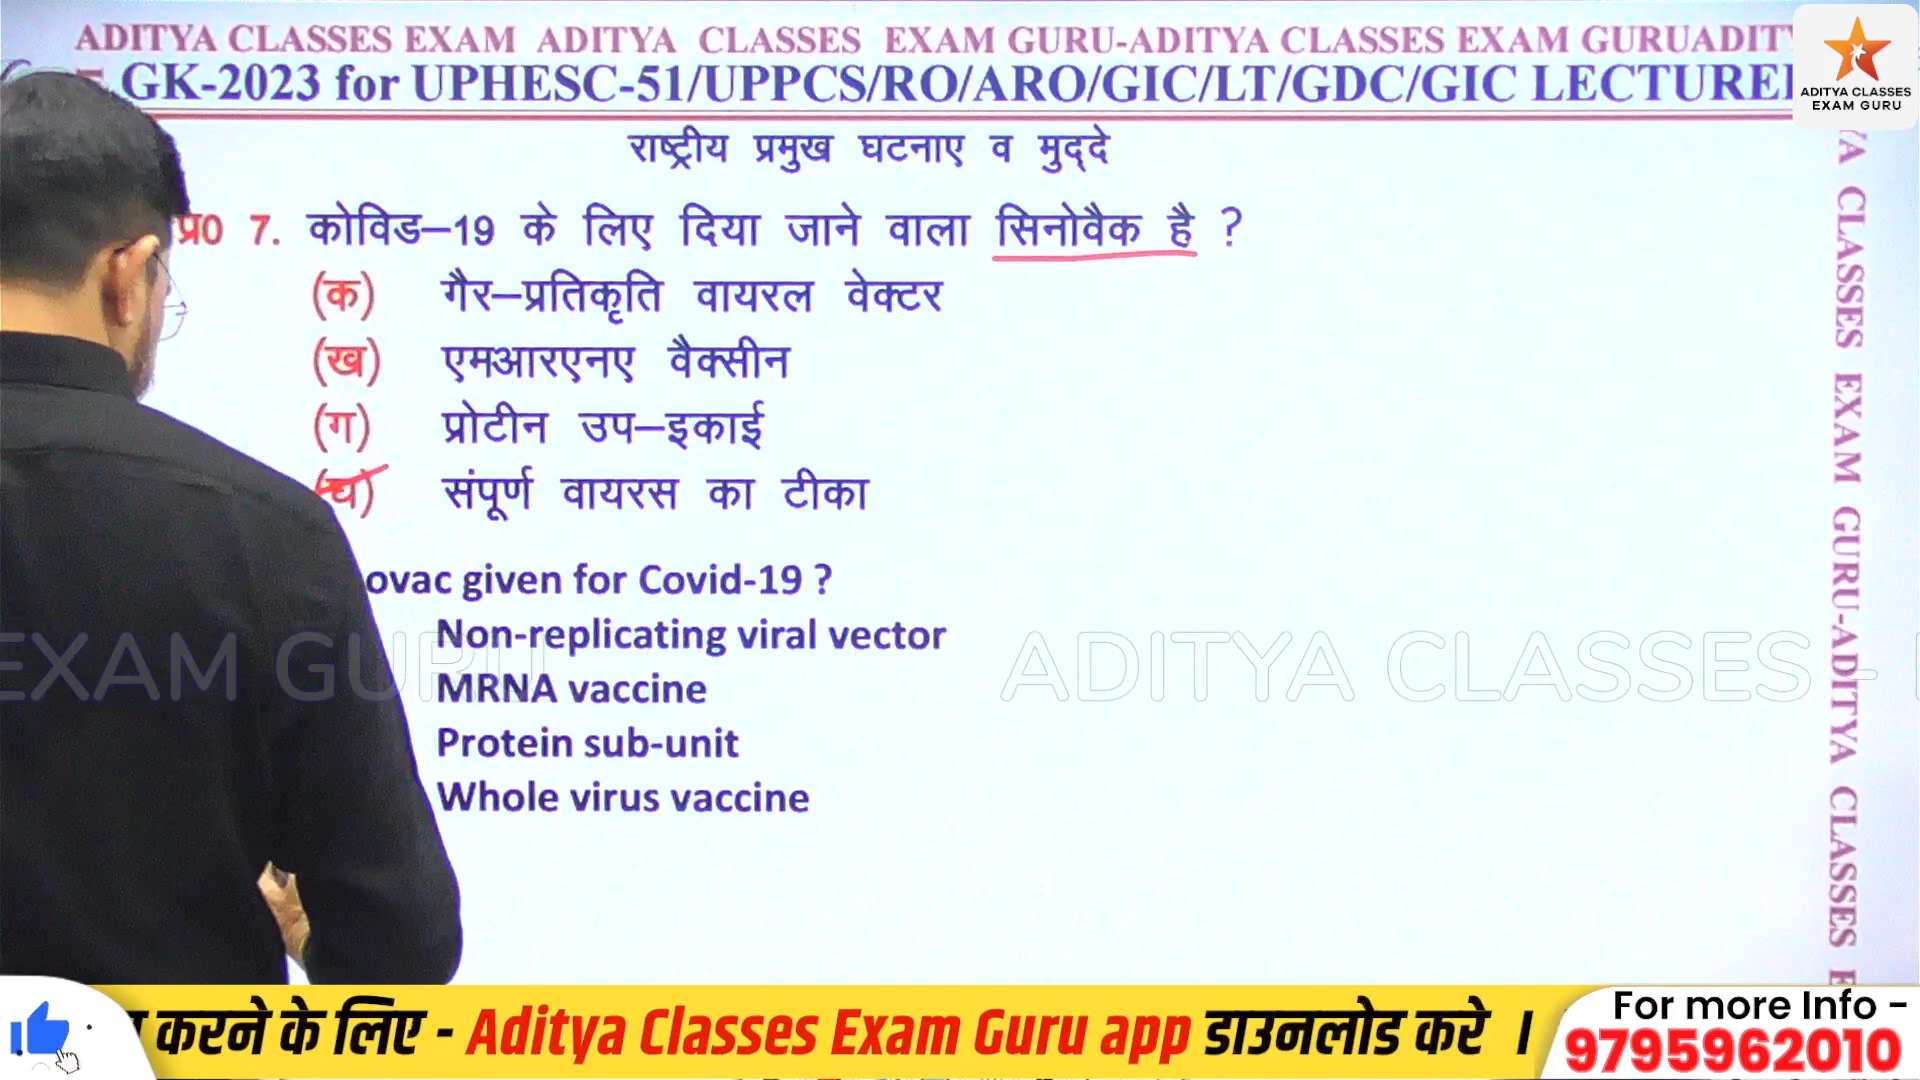 ADITYA CLASSES EXAM ADITYA CLASSES EXAM GURU-ADITYA CLASSES EXAM GURUADIT
GK-2023 for UPHESC-51/UPPCS/RO/ARO/GIC/LT/GDC/GIC LECTURE
ADITYA CLASSES
EXAM GURU
राष्ट्रीय प्रमुख घटनाए व मुद्दे
प्र0 7. कोविड–19 के लिए दिया जाने वाला सिनोवैक है ?
(क) गैर–प्रतिकृति वायरल वेक्टर
(ख) एमआरएनए वैक्सीन
(ग) प्रोटीन उप–इकाई
(घ) संपूर्ण वायरस का टीका
ovac given for Covid-19 ?
Non-replicating viral vector
MRNA vaccine
Protein sub-unit
Whole virus vaccine
EXAM GURU ADITYA CLASSES -
YA CLASSES EXAM GURU-ADITYA CLASSES E
करने के लिए - Aditya Classes Exam Guru app डाउनलोड करे ।
For more Info -
9795962010